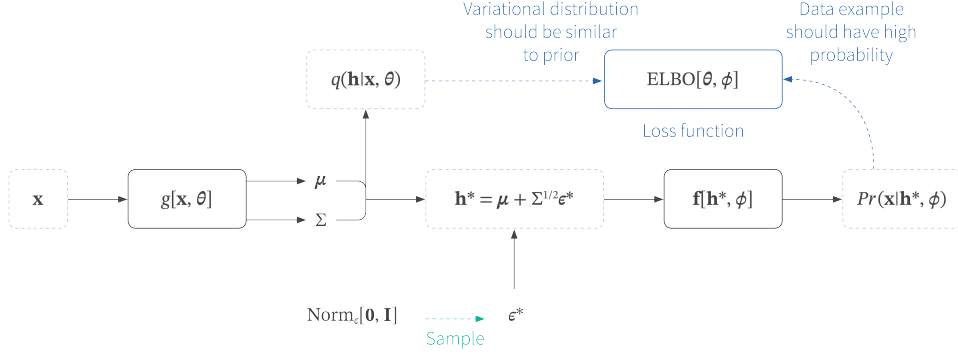 Variational distribution
should be similar
to prior
Data example
should have high
probability
q(h|x, θ)
ELBO[θ, ϕ]
Loss function
x
g[x, θ]
μ
Σ
h* = μ + Σ^{1/2}ϵ*
f[h*, ϕ]
Pr(x|h*, ϕ)
Norm_ϵ[0, I]
Sample
ϵ*